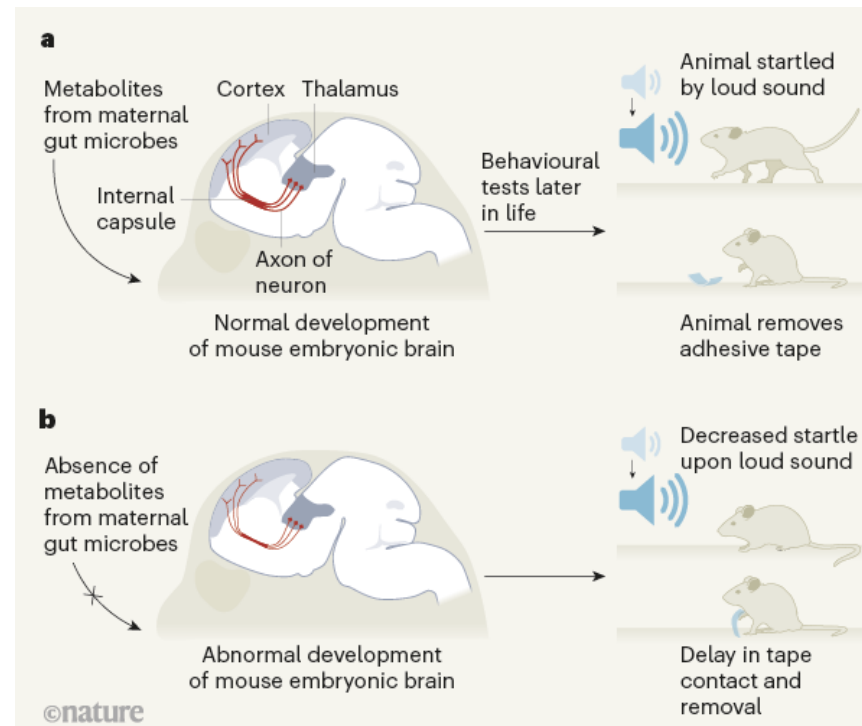 a
Metabolites
from maternal
gut microbes
Cortex
Thalamus
Internal
capsule
Axon of
neuron
Normal development
of mouse embryonic brain
Behavioural
tests later
in life
Animal startled
by loud sound
Animal removes
adhesive tape
b
Absence of
metabolites
from maternal
gut microbes
Abnormal development
of mouse embryonic brain
Decreased startle
upon loud sound
Delay in tape
contact and
removal
©nature